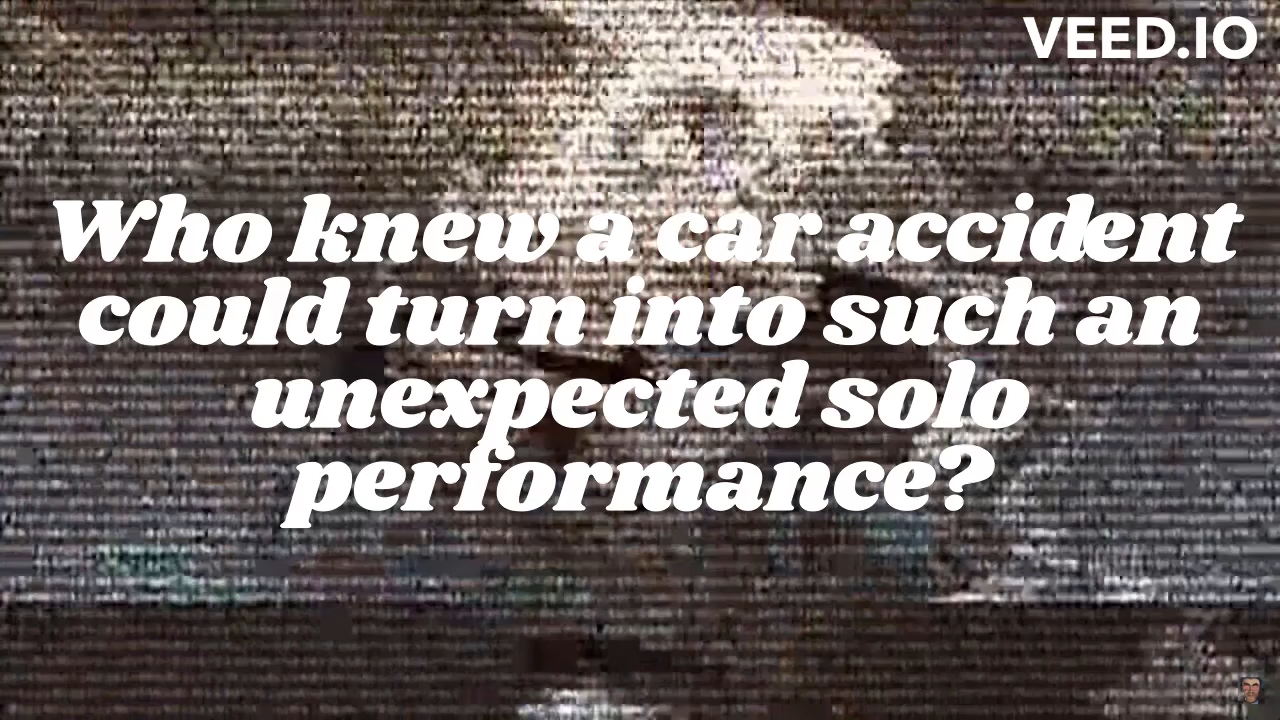 VEED.IO
Who knew a car accident
could turn into such an
unexpected solo
performance?